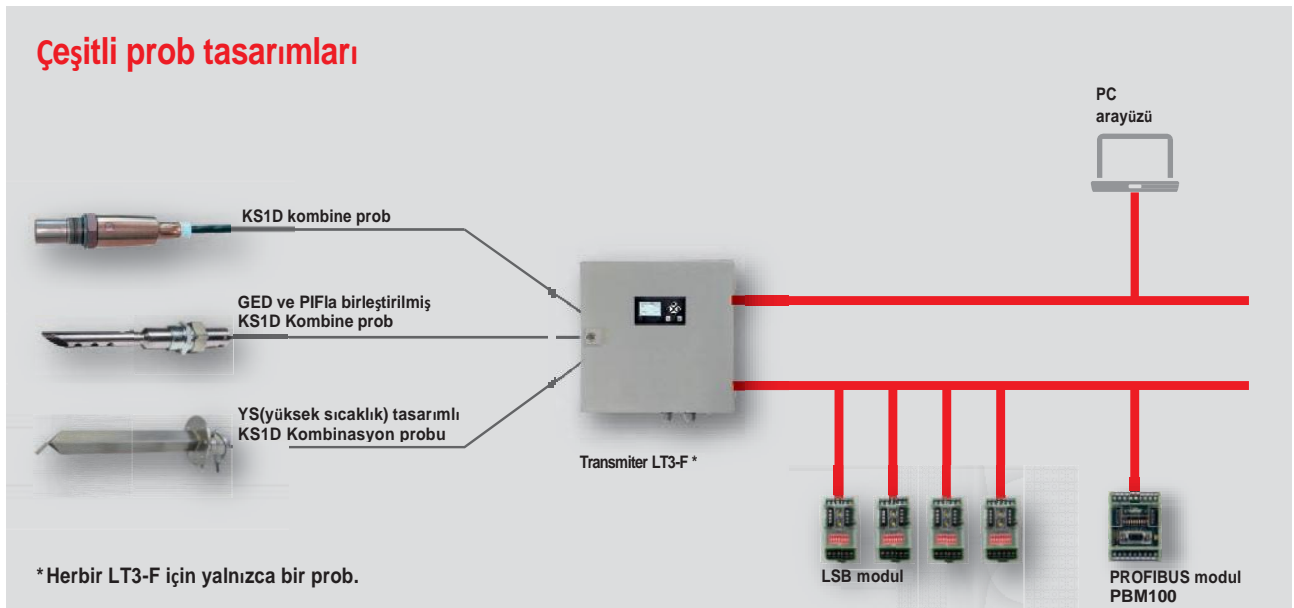 Çeşitli prob tasarımları
PC
arayüzü
KS1D kombine prob
GED ve PIFla birleştirilmiş
KS1D Kombine prob
YS(yüksek sıcaklık) tasarımlı
KS1D Kombinasyon probu
Transmiter LT3-F *
LSB modul
PROFIBUS modul
PBM100
*Herbir LT3-F için yalnızca bir prob.